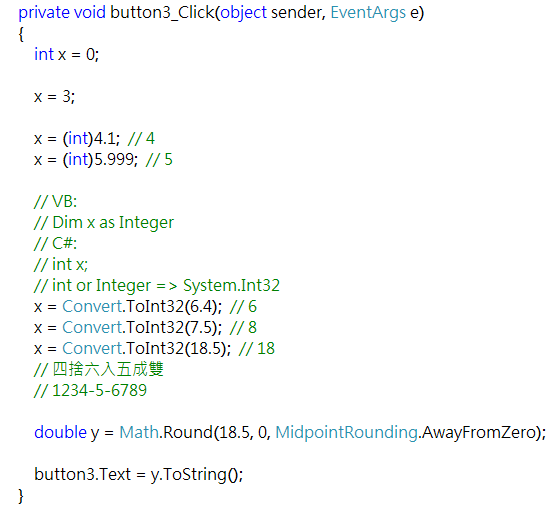 private void button3_Click(object sender, EventArgs e)
{
int x = 0;
x = 3;
x = (int)4.1; // 4
x = (int)5.999; // 5
// VB:
// Dim x as Integer
// C#:
// int x;
// int or Integer => System.Int32
x = Convert.ToInt32(6.4); // 6
x = Convert.ToInt32(7.5); // 8
x = Convert.ToInt32(18.5); // 18
// 四捨六入五成雙
// 1234-5-6789
double y = Math.Round(18.5, 0, MidpointRounding.AwayFromZero);
button3.Text = y.ToString();
}